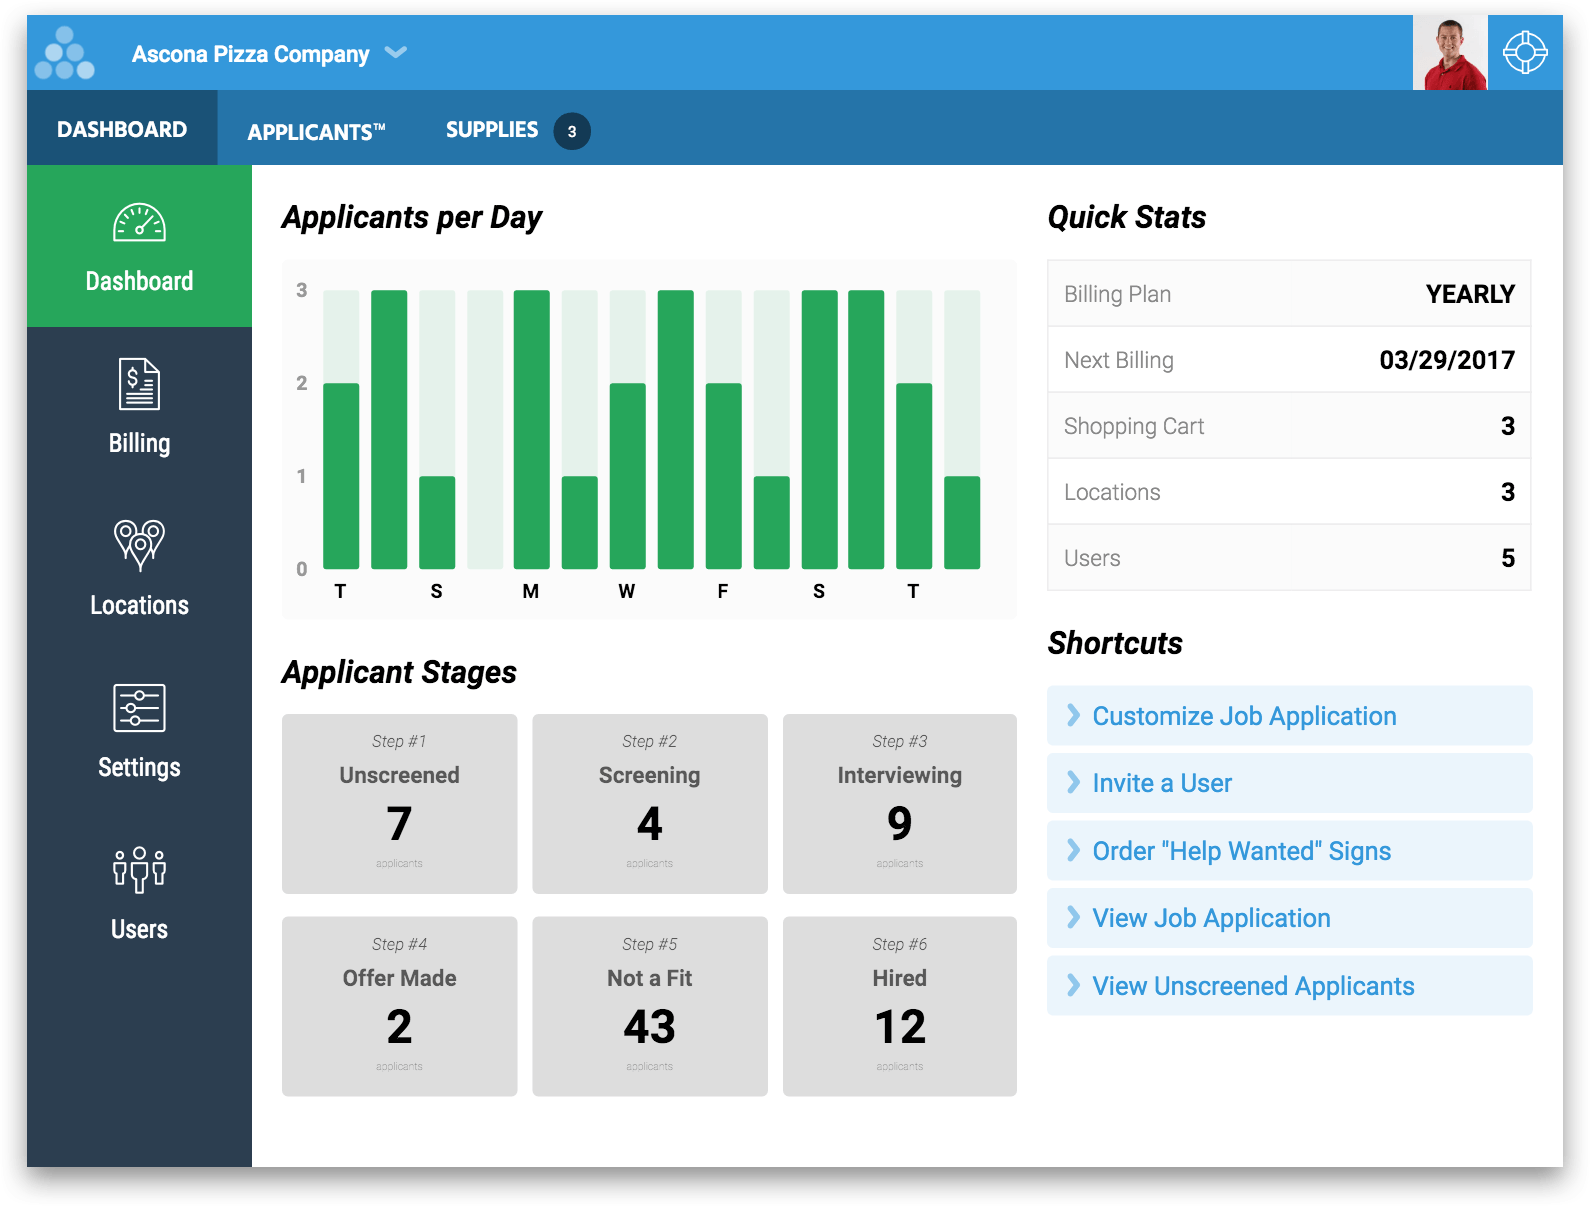 Ascona Pizza Company
DASHBOARD
APPLICANTS™
SUPPLIES
3
Dashboard
Billing
Locations
Settings
Users
Applicants per Day
3
2
1
0
T
S
M
W
F
S
T
Applicant Stages
Step #1
Unscreened
7
applicants
Step #2
Screening
4
applicants
Step #3
Interviewing
9
applicants
Step #4
Offer Made
2
applicants
Step #5
Not a Fit
43
applicants
Step #6
Hired
12
applicants
Quick Stats
Billing Plan YEARLY
Next Billing 03/29/2017
Shopping Cart 3
Locations 3
Users 5
Shortcuts
Customize Job Application
Invite a User
Order "Help Wanted" Signs
View Job Application
View Unscreened Applicants